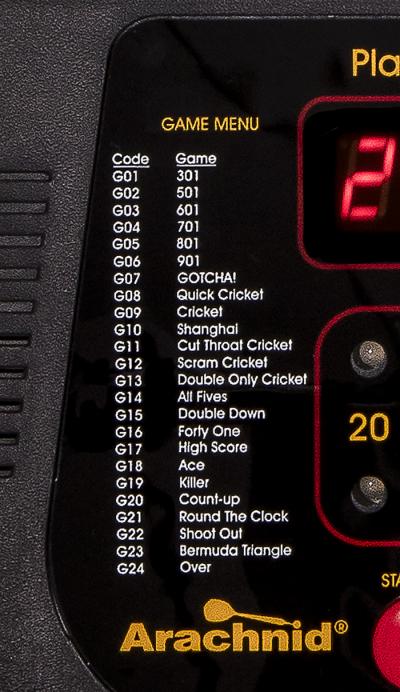 Pla
GAME MENU
Code Game
G01 301
G02 501
G03 601
G04 701
G05 801
G06 901
G07 GOTCHA!
G08 Quick Cricket
G09 Cricket
G10 Shanghai
G11 Cut Throat Cricket
G12 Scram Cricket
G13 Double Only Cricket
G14 All Fives
G15 Double Down
G16 Forty One
G17 High Score
G18 Ace
G19 Killer
G20 Count-up
G21 Round The Clock
G22 Shoot Out
G23 Bermuda Triangle
G24 Over
2
20
STA
Arachnid®